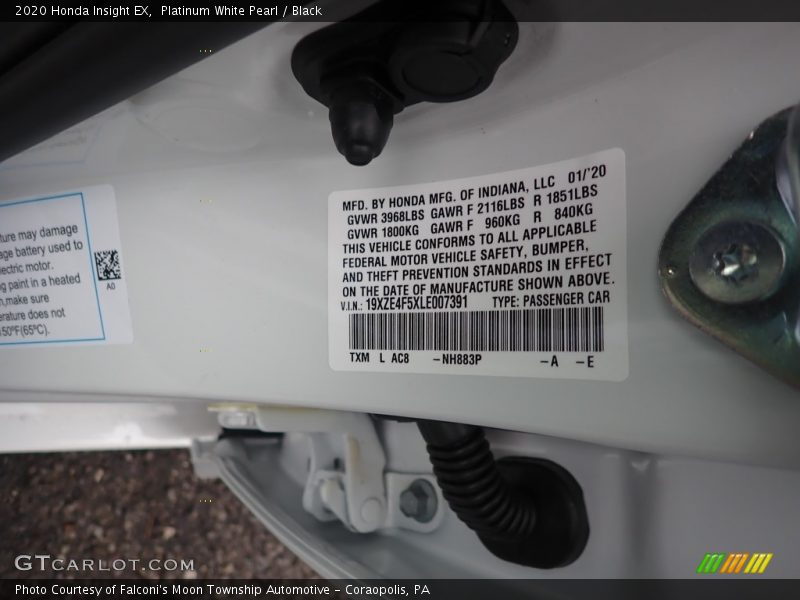 2020 Honda Insight EX, Platinum White Pearl / Black
MFD. BY HONDA MFG. OF INDIANA, LLC 01/'20
GVWR 3968LBS GAWR F 2116LBS R 1851LBS
GVWR 1800KG GAWR F 960KG R 840KG
THIS VEHICLE CONFORMS TO ALL APPLICABLE
FEDERAL MOTOR VEHICLE SAFETY, BUMPER,
AND THEFT PREVENTION STANDARDS IN EFFECT
ON THE DATE OF MANUFACTURE SHOWN ABOVE.
V.I.N.: 19XZE4F5XLE007391 TYPE: PASSENGER CAR
TXM L AC8 -NH883P -A -E
ture may damage
age battery used to
lectric motor.
ng paint in a heated
n,make sure
erature does not
150°F(65°C).
A0
GTCARLOT.COM
Photo Courtesy of Falconi's Moon Township Automotive - Coraopolis, PA